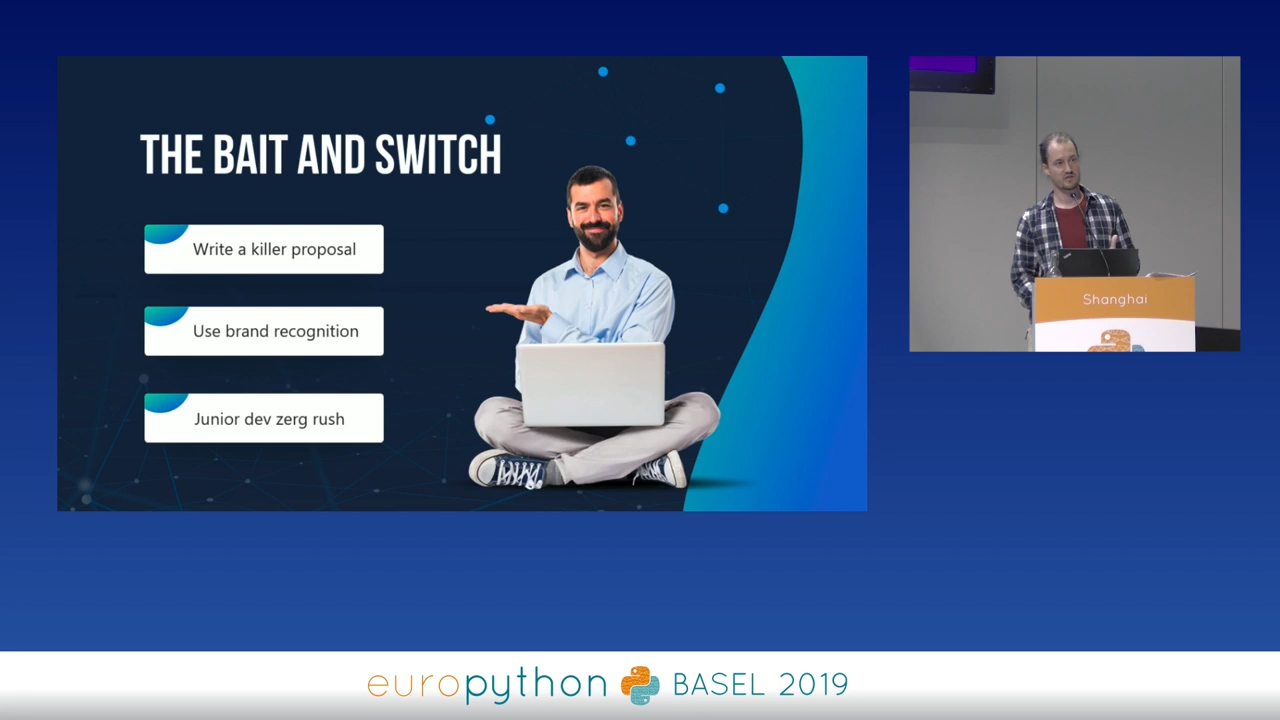 THE BAIT AND SWITCH
Write a killer proposal
Use brand recognition
Junior dev zerg rush
Shanghai
europython BASEL 2019